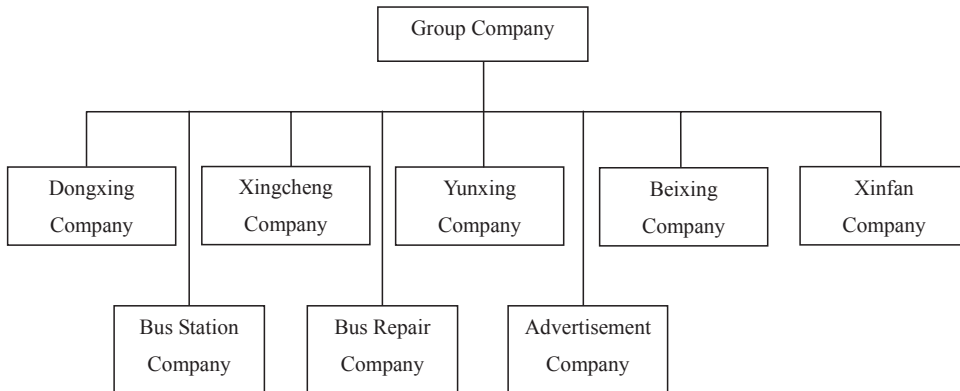 Group Company
Dongxing
Company
Xingcheng
Company
Yunxing
Company
Beixing
Company
Xinfan
Company
Bus Station
Company
Bus Repair
Company
Advertisement
Company